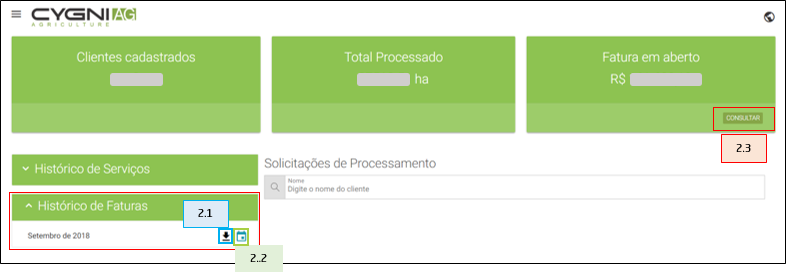 CYGNI AG
AGRICULTURE
Clientes cadastrados
Total Processado
ha
Fatura em aberto
R$
CONSULTAR
2.3
Histórico de Serviços
Solicitações de Processamento
Nome
Digite o nome do cliente
Histórico de Faturas
2.1
Setembro de 2018
2..2